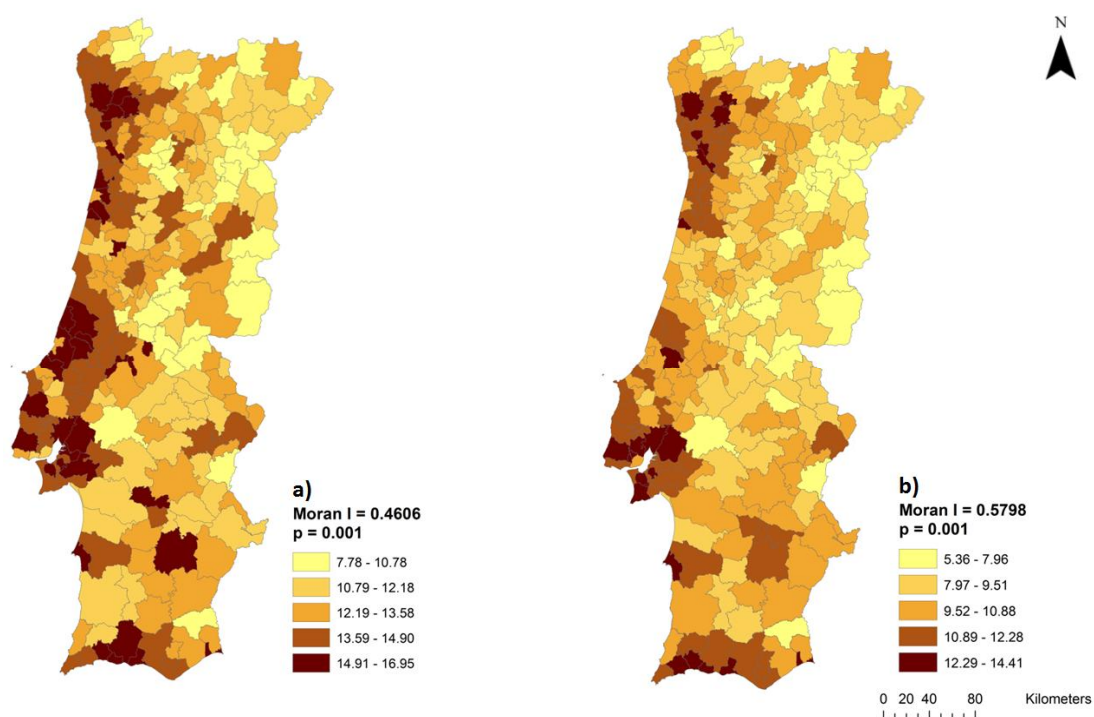 N
a)
Moran I = 0.4606
p = 0.001
7.78 - 10.78
10.79 - 12.18
12.19 - 13.58
13.59 - 14.90
14.91 - 16.95
b)
Moran I = 0.5798
p = 0.001
5.36 - 7.96
7.97 - 9.51
9.52 - 10.88
10.89 - 12.28
12.29 - 14.41
0 20 40 80 Kilometers